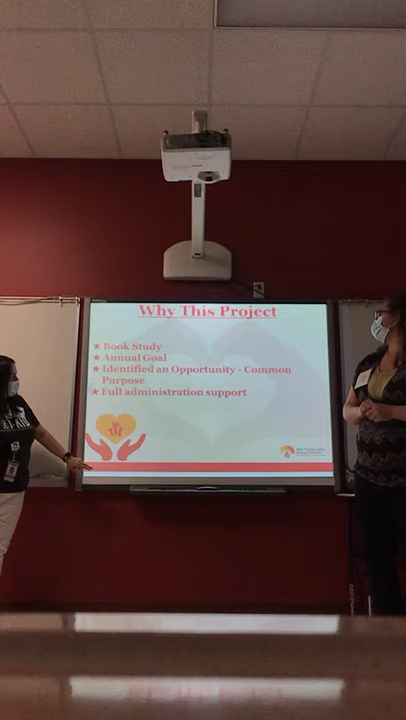 Why This Project
★ Book Study
★ Annual Goal
★ Identified an Opportunity - Common
Purpose
★ Full administration support